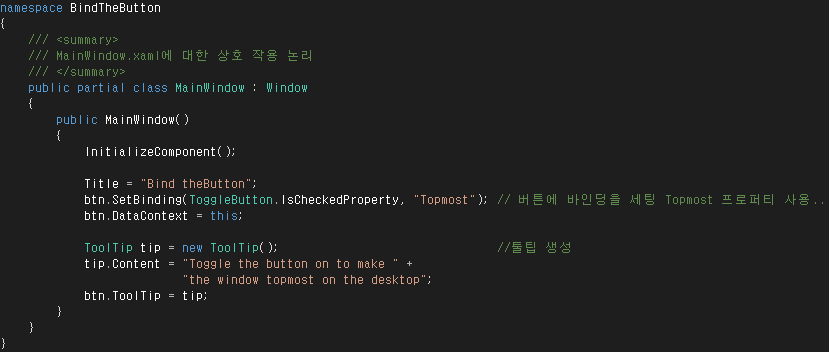 namespace BindTheButton
{
/// <summary>
/// MainWindow.xaml에 대한 상호 작용 논리
/// </summary>
public partial class MainWindow : Window
{
public MainWindow()
{
InitializeComponent();
Title = "Bind theButton";
btn.SetBinding(ToggleButton.IsCheckedProperty, "Topmost"); // 버튼에 바인딩을 세팅 Topmost 프로퍼티 사용..
btn.DataContext = this;
ToolTip tip = new ToolTip(); //툴팁 생성
tip.Content = "Toggle the button on to make " +
"the window topmost on the desktop";
btn.ToolTip = tip;
}
}
}